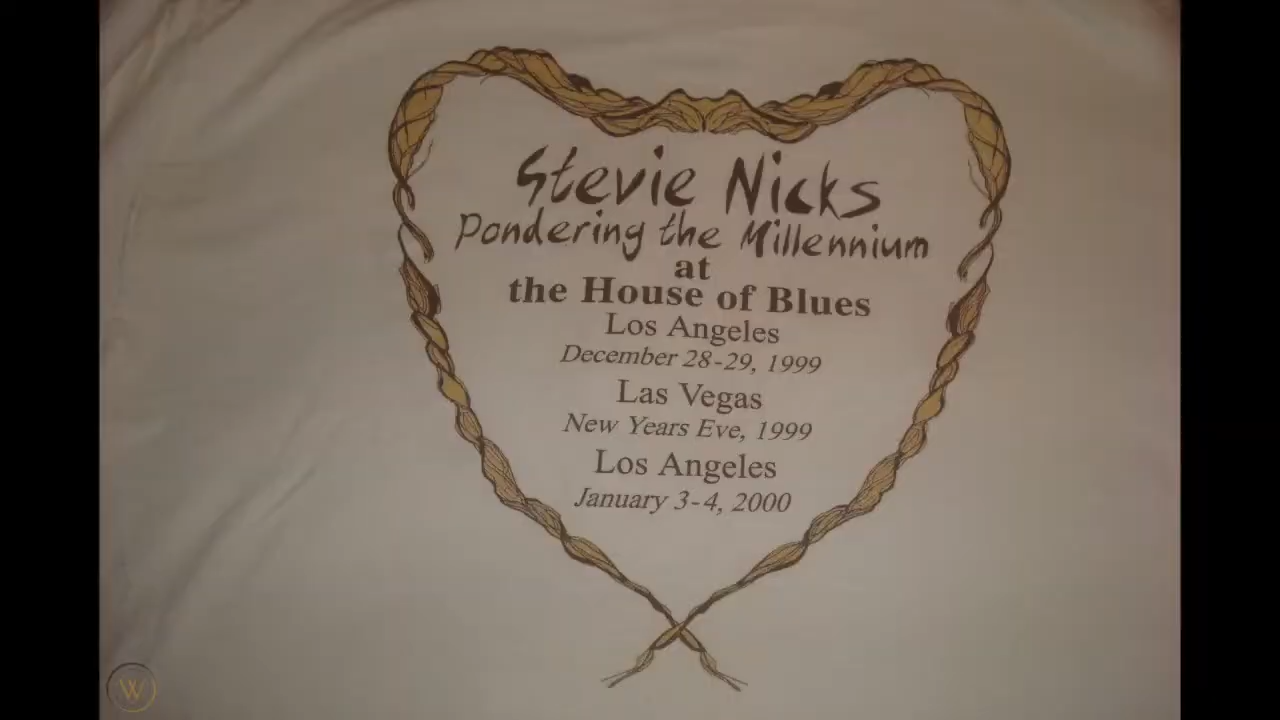 Stevie Nicks
Pondering the Millennium
at
the House of Blues
Los Angeles
December 28-29, 1999
Las Vegas
New Years Eve, 1999
Los Angeles
January 3-4, 2000
W